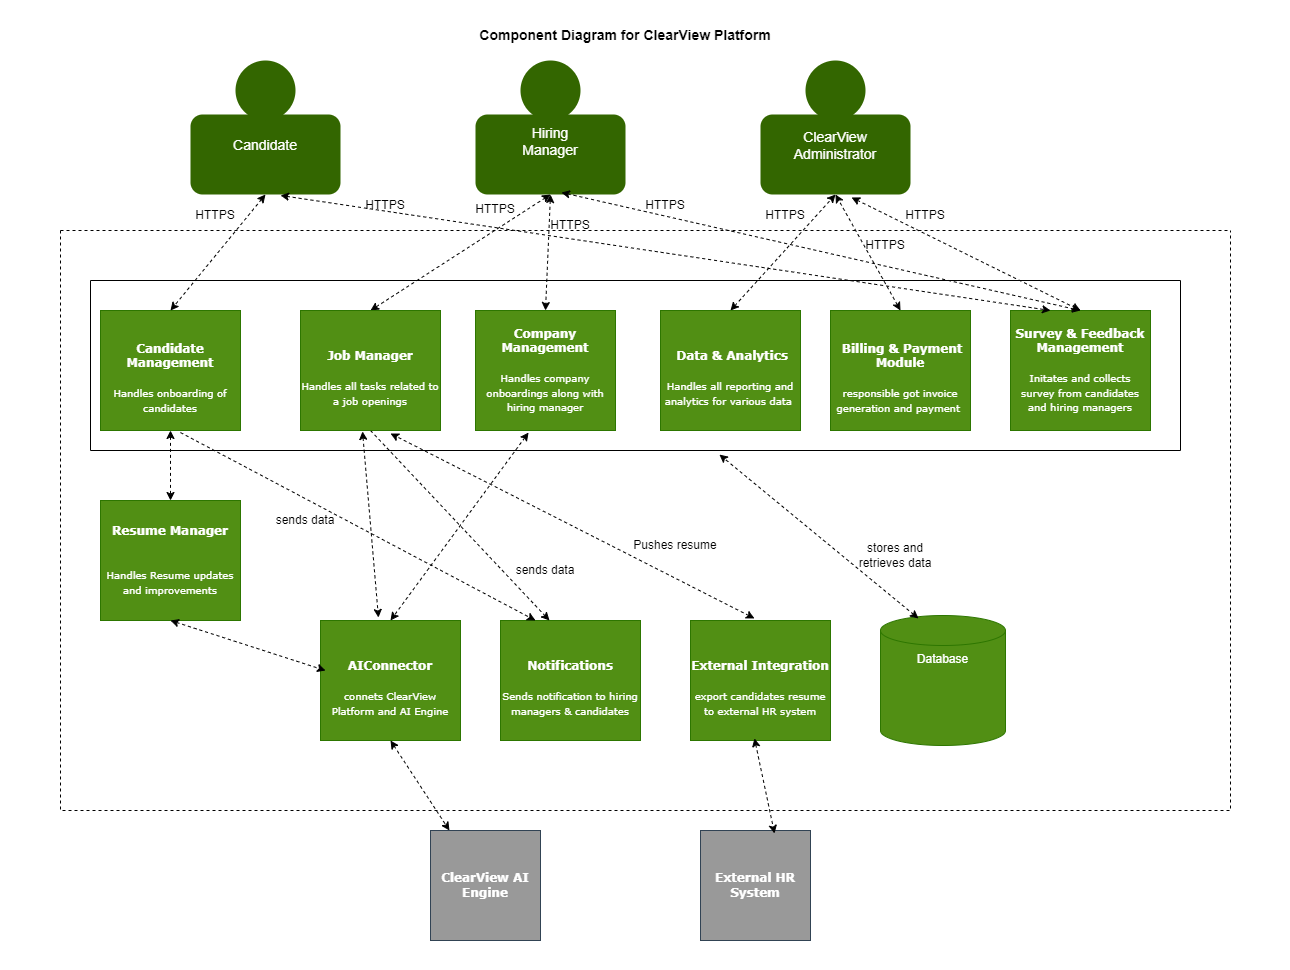 Component Diagram for ClearView Platform
Candidate
Hiring
Manager
ClearView
Administrator
HTTPS
HTTPS
HTTPS
HTTPS
HTTPS
HTTPS
HTTPS
HTTPS
Candidate
Management
Handles onboarding of
candidates
Job Manager
Handles all tasks related to
a job openings
Company
Management
Handles company
onboardings along with
hiring manager
Data & Analytics
Handles all reporting and
analytics for various data
Billing & Payment
Module
responsible got invoice
generation and payment
Survey & Feedback
Management
Initates and collects
survey from candidates
and hiring managers
Resume Manager
Handles Resume updates
and improvements
sends data
sends data
Pushes resume
stores and
retrieves data
AIConnector
connets ClearView
Platform and AI Engine
Notifications
Sends notification to hiring
managers & candidates
External Integration
export candidates resume
to external HR system
Database
ClearView AI
Engine
External HR
System